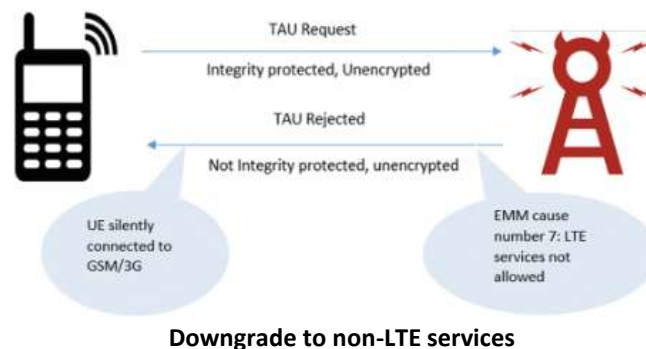 TAU Request
Integrity protected, Unencrypted
TAU Rejected
Not Integrity protected, unencrypted
UE silently
connected to
GSM/3G
EMM cause
number 7: LTE
services not
allowed
Downgrade to non-LTE services